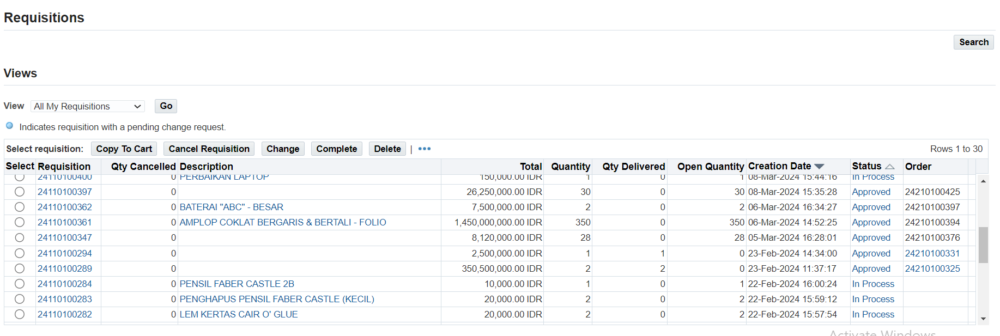 Requisitions
Search
Views
View All My Requisitions Go
Indicates requisition with a pending change request.
Select requisition: Copy To Cart Cancel Requisition Change Complete Delete | ••• Rows 1 to 30
Select Requisition Qty Cancelled Description Total Quantity Qty Delivered Open Quantity Creation Date Status Order
24110100400 0 PERBAIKAN LAPTOP 150,000.00 IDR 1 0 1 08-Mar-2024 15:44:16 In Process
24110100397 0 26,250,000.00 IDR 30 0 30 08-Mar-2024 15:35:28 Approved 24210100425
24110100362 0 BATERAI "ABC" - BESAR 7,500,000.00 IDR 2 0 2 06-Mar-2024 16:34:27 Approved 24210100397
24110100361 0 AMPLOP COKLAT BERGARIS & BERTALI - FOLIO 1,450,000,000.00 IDR 350 0 350 06-Mar-2024 14:52:25 Approved 24210100394
24110100347 0 8,120,000.00 IDR 28 0 28 05-Mar-2024 16:28:01 Approved 24210100376
24110100294 0 2,500,000.00 IDR 1 1 0 23-Feb-2024 14:34:00 Approved 24210100331
24110100289 0 350,500,000.00 IDR 2 2 0 23-Feb-2024 11:37:17 Approved 24210100325
24110100284 0 PENSIL FABER CASTLE 2B 10,000.00 IDR 1 0 1 22-Feb-2024 16:00:24 In Process
24110100283 0 PENGHAPUS PENSIL FABER CASTLE (KECIL) 20,000.00 IDR 2 0 2 22-Feb-2024 15:59:12 In Process
24110100282 0 LEM KERTAS CAIR O' GLUE 20,000.00 IDR 2 0 2 22-Feb-2024 15:57:54 In Process
Activate Windows